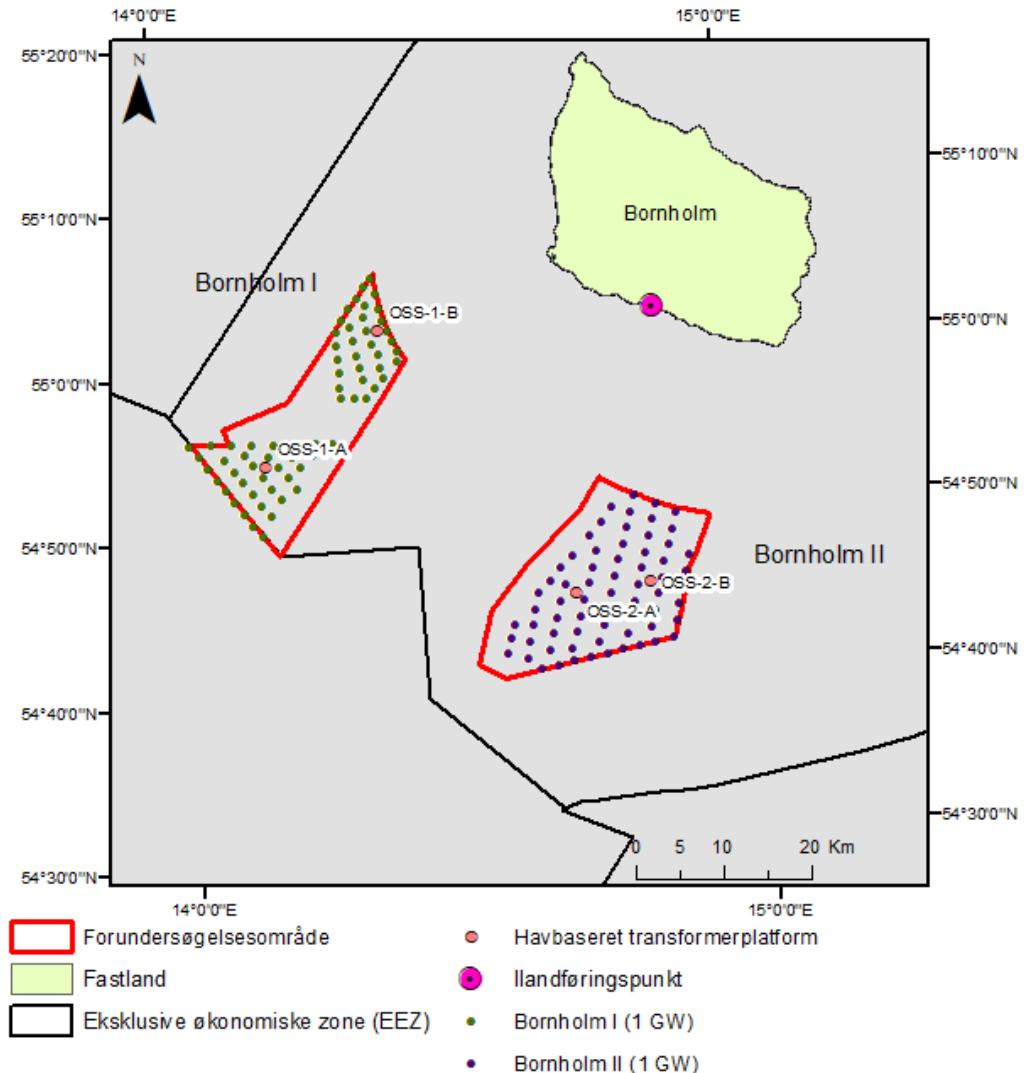 14°0'0"E
15°0'0"E
55°20'0"N
N
55°10'0"N
Bornholm
55°10'0"N
Bornholm I
OSS-1-B
55°0'0"N
55°0'0"N
OSS-1-A
54°50'0"N
54°50'0"N
Bornholm II
OSS-2-B
OSS-2-A
54°40'0"N
54°40'0"N
54°30'0"N
0 5 10 20 Km
54°30'0"N
14°0'0"E
15°0'0"E
Forundersøgelsesområde
Havbaseret transformerplatform
Fastland
Ilandføringspunkt
Eksklusive økonomiske zone (EEZ)
Bornholm I (1 GW)
Bornholm II (1 GW)